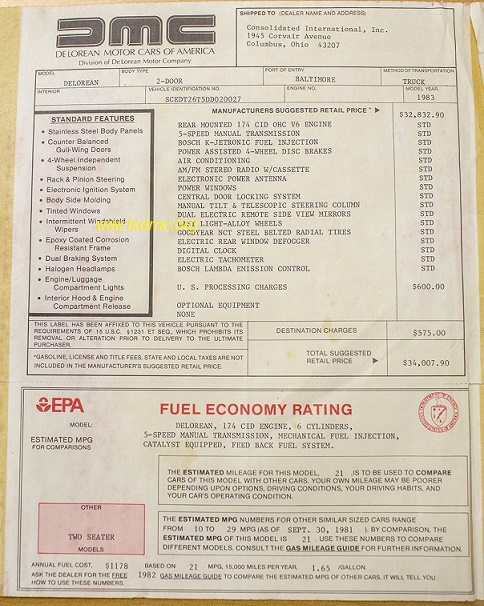 SHIPPED TO: (DEALER NAME AND ADDRESS)
DMC
Consolidated International, Inc.
1945 Corvair Avenue
Columbus, Ohio 43207
DE LOREAN MOTOR CARS OF AMERICA
Division of De Lorean Motor Company
MODEL BODY TYPE PORT OF ENTRY METHOD OF TRANSPORTATION
DELOREAN 2-DOOR BALTIMORE TRUCK
INTERIOR VEHICLE IDENTIFICATION NO. ENGINE NO. MODEL YEAR
SCEDT26T5DD020027 1983
MANUFACTURERS SUGGESTED RETAIL PRICE * ▶ $32,832.90
STANDARD FEATURES
• Stainless Steel Body Panels
• Counter Balanced
Gull-Wing Doors
• 4-Wheel Independent
Suspension
• Rack & Pinion Steering
• Electronic Ignition System
• Body Side Molding
• Tinted Windows
• Intermittent Windshield
Wipers
• Epoxy Coated Corrosion
Resistant Frame
• Dual Braking System
• Halogen Headlamps
• Engine/Luggage
Compartment Lights
• Interior Hood & Engine
Compartment Release
REAR MOUNTED 174 CID OHC V6 ENGINE STD
5-SPEED MANUAL TRANSMISSION STD
BOSCH K-JETRONIC FUEL INJECTION STD
POWER ASSISTED 4-WHEEL DISC BRAKES STD
AIR CONDITIONING STD
AM/FM STEREO RADIO W/CASSETTE STD
ELECTRONIC POWER ANTENNA STD
POWER WINDOWS STD
CENTRAL DOOR LOCKING SYSTEM STD
MANUAL TILT & TELESCOPIC STEERING COLUMN STD
DUAL ELECTRIC REMOTE SIDE VIEW MIRRORS STD
CAST LIGHT-ALLOY WHEELS STD
GOODYEAR NCT STEEL BELTED RADIAL TIRES STD
ELECTRIC REAR WINDOW DEFOGGER STD
DIGITAL CLOCK STD
ELECTRIC TACHOMETER STD
BOSCH LAMBDA EMISSION CONTROL STD
U. S. PROCESSING CHARGES $600.00
OPTIONAL EQUIPMENT
NONE
THIS LABEL HAS BEEN AFFIXED TO THIS VEHICLE PURSUANT TO THE
REQUIREMENTS OF 15 U.S.C. §1231 ET SEQ. WHICH PROHIBITS ITS
REMOVAL OR ALTERATION PRIOR TO DELIVERY TO THE ULTIMATE
PURCHASER.
DESTINATION CHARGES $575.00
*GASOLINE, LICENSE AND TITLE FEES, STATE AND LOCAL TAXES ARE NOT
INCLUDED IN THE MANUFACTURER'S SUGGESTED RETAIL PRICE.
TOTAL SUGGESTED
RETAIL PRICE ▶ $34,007.90
EPA
FUEL ECONOMY RATING
MODEL:
DELOREAN, 174 CID ENGINE, 6 CYLINDERS,
5-SPEED MANUAL TRANSMISSION, MECHANICAL FUEL INJECTION,
CATALYST EQUIPPED, FEED BACK FUEL SYSTEM.
ESTIMATED MPG
FOR COMPARISONS
THE ESTIMATED MILEAGE FOR THIS MODEL, 21 ,IS TO BE USED TO COMPARE
CARS OF THIS MODEL WITH OTHER CARS. YOUR OWN MILEAGE MAY BE POORER
DEPENDING UPON OPTIONS, DRIVING CONDITIONS, YOUR DRIVING HABITS, AND
YOUR CAR'S OPERATING CONDITION.
OTHER
TWO SEATER
MODELS
THE ESTIMATED MPG NUMBERS FOR OTHER SIMILAR SIZED CARS RANGE
FROM 10 TO 29 MPG (AS OF SEPT. 30, 1981 ). BY COMPARISON, THE
ESTIMATED MPG OF THIS MODEL IS 21 . USE THESE NUMBERS TO COMPARE
DIFFERENT MODELS. CONSULT THE GAS MILEAGE GUIDE FOR FURTHER INFORMATION.
ANNUAL FUEL COST, $1178 BASED ON 21 MPG, 15,000 MILES PER YEAR, 1.65 /GALLON.
ASK THE DEALER FOR THE FREE 1982 GAS MILEAGE GUIDE TO COMPARE THE ESTIMATED MPG OF OTHER CARS. IT WILL TELL YOU
HOW TO USE THESE NUMBERS.